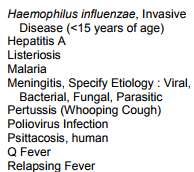 Haemophilus influenzae, Invasive
Disease (<15 years of age)
Hepatitis A
Listeriosis
Malaria
Meningitis, Specify Etiology : Viral,
Bacterial, Fungal, Parasitic
Pertussis (Whooping Cough)
Poliovirus Infection
Psittacosis, human
Q Fever
Relapsing Fever